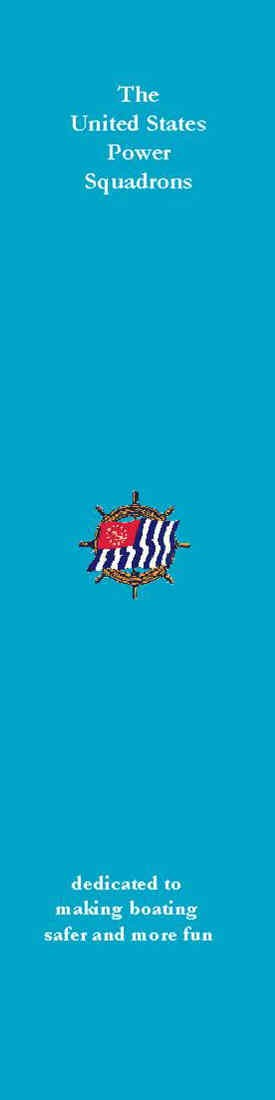 The
United States
Power
Squadrons
dedicated to
making boating
safer and more fun